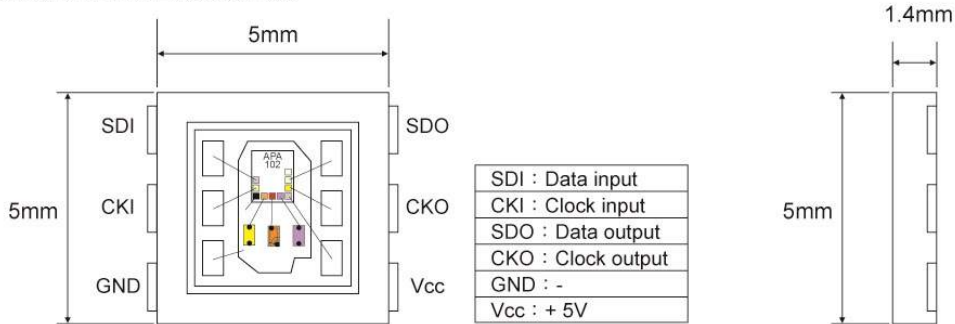 5mm
1.4mm
SDI
SDO
APA
102
5mm
CKI
CKO
5mm
GND
Vcc
SDI : Data input
CKI : Clock input
SDO : Data output
CKO : Clock output
GND : -
Vcc : + 5V